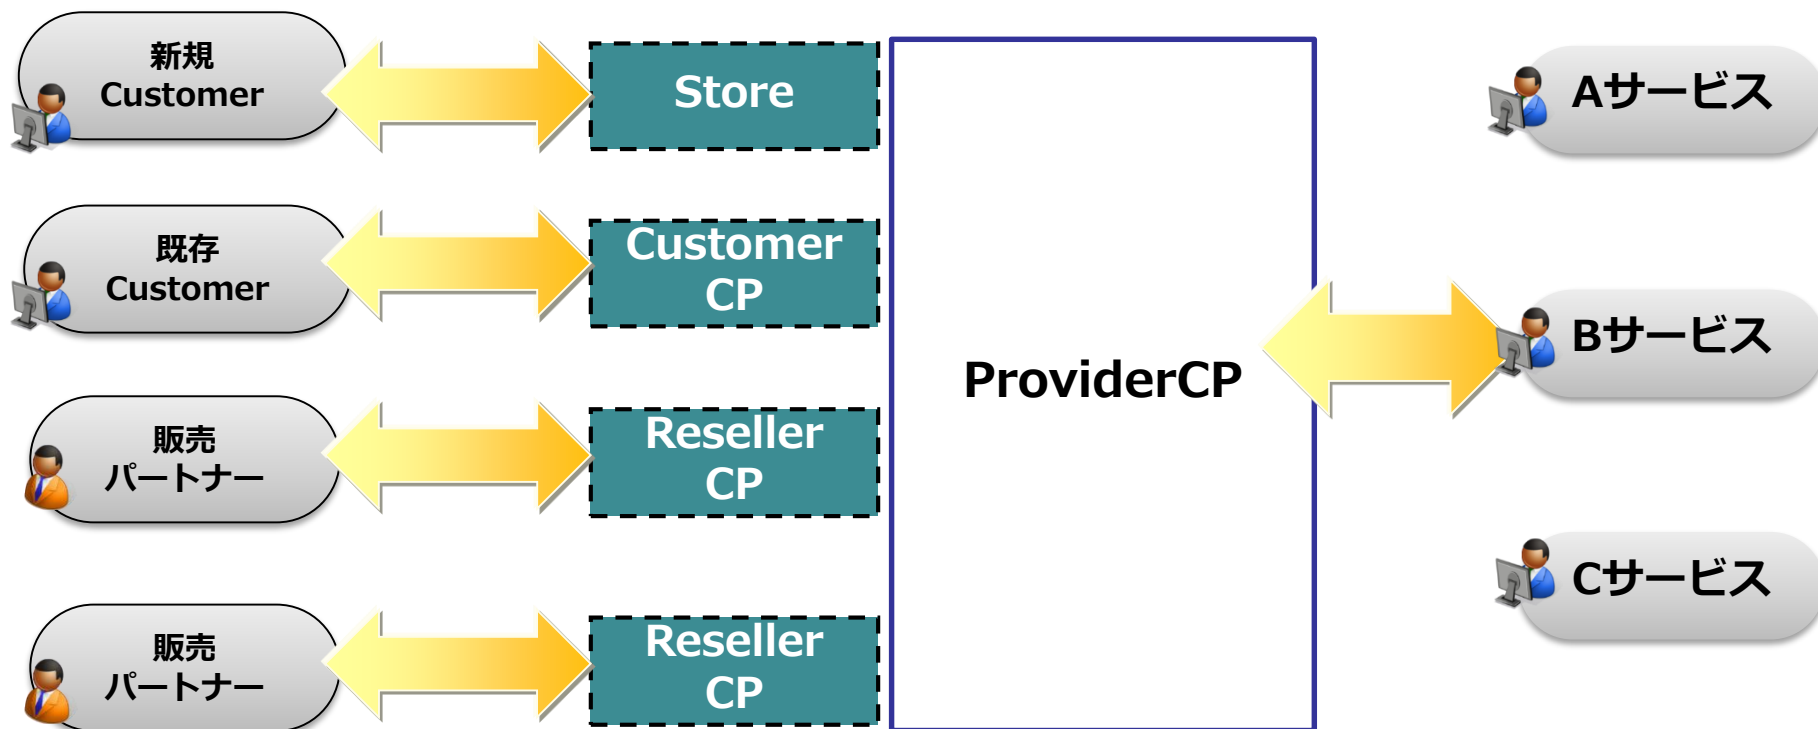 新規
Customer
Store
既存
Customer
Customer
CP
販売
パートナー
Reseller
CP
販売
パートナー
Reseller
CP
ProviderCP
Aサービス
Bサービス
Cサービス